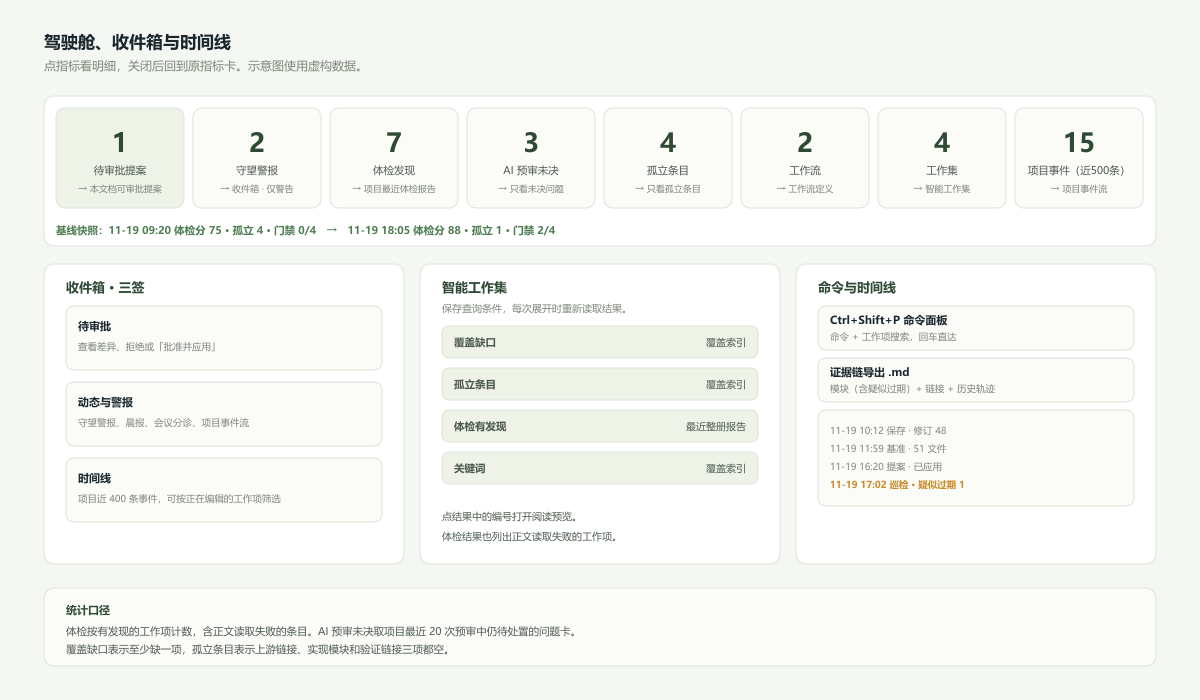 驾驶舱、收件箱与时间线
点指标看明细，关闭后回到原指标卡。示意图使用虚构数据。
1
待审批提案
→ 本文档可审批提案
2
守望警报
→ 收件箱 · 仅警告
7
体检发现
→ 项目最近体检报告
3
AI 预审未决
→ 只看未决问题
4
孤立条目
→ 只看孤立条目
2
工作流
→ 工作流定义
4
工作集
→ 智能工作集
15
项目事件（近500条）
→ 项目事件流
基线快照：11-19 09:20 体检分 75 • 孤立 4 • 门禁 0/4 → 11-19 18:05 体检分 88 • 孤立 1 • 门禁 2/4
收件箱 • 三签
待审批
查看差异、拒绝或「批准并应用」
动态与警报
守望警报、晨报、会议分诊、项目事件流
时间线
项目近 400 条事件，可按正在编辑的工作项筛选
智能工作集
保存查询条件，每次展开时重新读取结果。
覆盖缺口 覆盖索引
孤立条目 覆盖索引
体检有发现 最近整册报告
关键词 覆盖索引
点结果中的编号打开阅读预览。
体检结果也列出正文读取失败的工作项。
命令与时间线
Ctrl+Shift+P 命令面板
命令 + 工作项搜索，回车直达
证据链导出 .md
模块（含疑似过期）+ 链接 + 历史轨迹
11-19 10:12 保存 · 修订 48
11-19 11:59 基准 · 51 文件
11-19 16:20 提案 · 已应用
11-19 17:02 巡检 • 疑似过期 1
统计口径
体检按有发现的工作项计数，含正文读取失败的条目。AI 预审未决取项目最近 20 次预审中仍待处置的问题卡。
覆盖缺口表示至少缺一项，孤立条目表示上游链接、实现模块和验证链接三项都空。